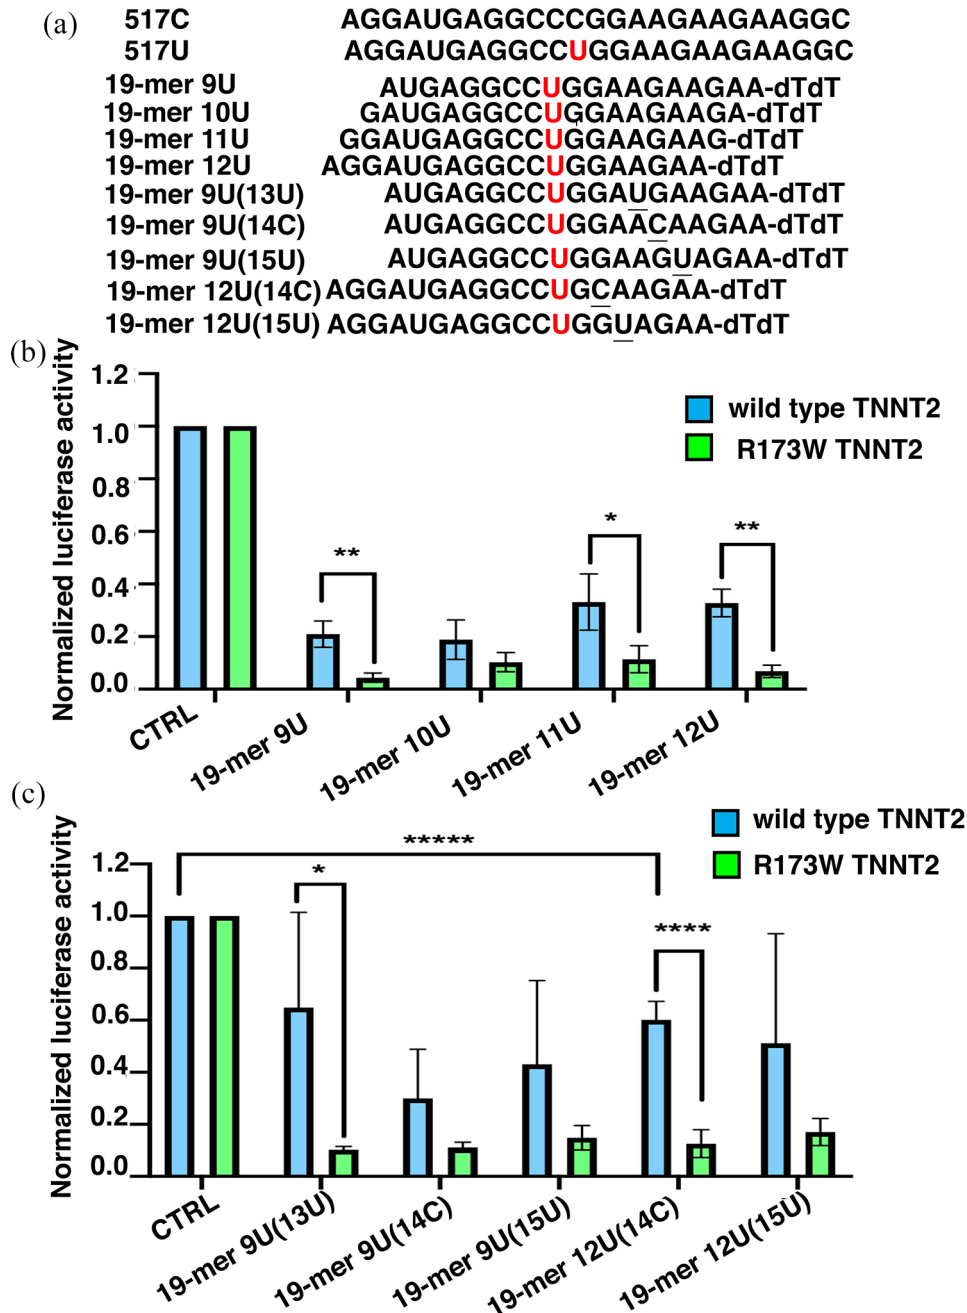 (a)
517C AGGAUGAGGCCCGGAAGAAGAAGGC
517U AGGAUGAGGCCUGGAAGAAGAAGGC
19-mer 9U AUGAGGCCUGGAAGAAGAA-dTdT
19-mer 10U GAUGAGGCCUGGAAGAAGA-dTdT
19-mer 11U GGAUGAGGCCUGGAAGAAG-dTdT
19-mer 12U AGGAUGAGGCCUGGAAGAA-dTdT
19-mer 9U(13U) AUGAGGCCUGGAUGAAGAA-dTdT
19-mer 9U(14C) AUGAGGCCUGGAACAAGAA-dTdT
19-mer 9U(15U) AUGAGGCCUGGAAGUAGAA-dTdT
19-mer 12U(14C) AGGAUGAGGCCUGCAAGAA-dTdT
19-mer 12U(15U) AGGAUGAGGCCUGGUAGAA-dTdT
(b)
Normalized luciferase activity
1.2
1.0
0.8
0.6
0.4
0.2
0.0
wild type TNNT2
R173W TNNT2
**
*
**
CTRL
19-mer 9U
19-mer 10U
19-mer 11U
19-mer 12U
(c)
Normalized luciferase activity
1.2
1.0
0.8
0.6
0.4
0.2
0.0
wild type TNNT2
R173W TNNT2
*****
*
****
CTRL
19-mer 9U(13U)
19-mer 9U(14C)
19-mer 9U(15U)
19-mer 12U(14C)
19-mer 12U(15U)